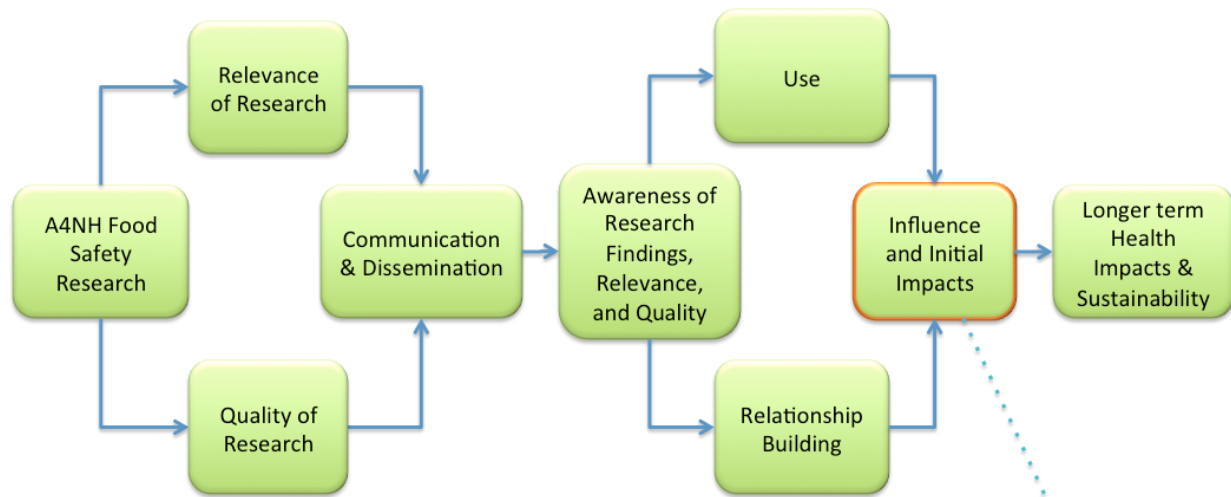 Relevance
of Research
Use
A4NH Food
Safety
Research
Communication
& Dissemination
Awareness of
Research
Findings,
Relevance,
and Quality
Influence
and Initial
Impacts
Longer term
Health
Impacts &
Sustainability
Quality of
Research
Relationship
Building